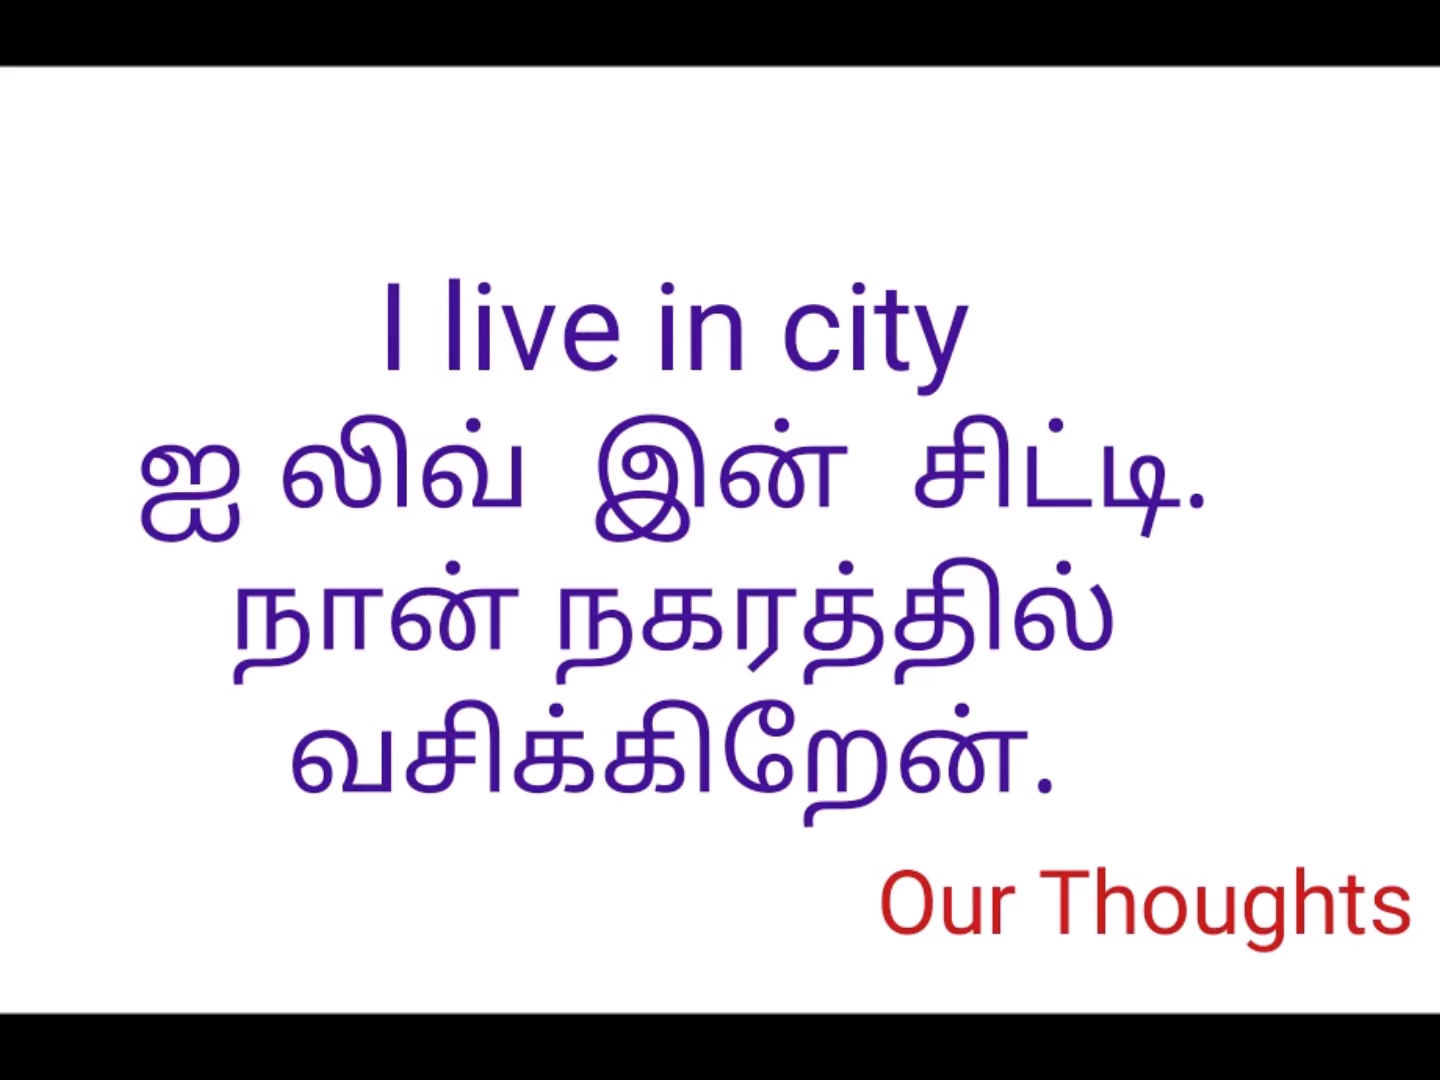 I live in city
ஐ லிவ் இன் சிட்டி.
நான் நகரத்தில்
வசிக்கிறேன்.
Our Thoughts